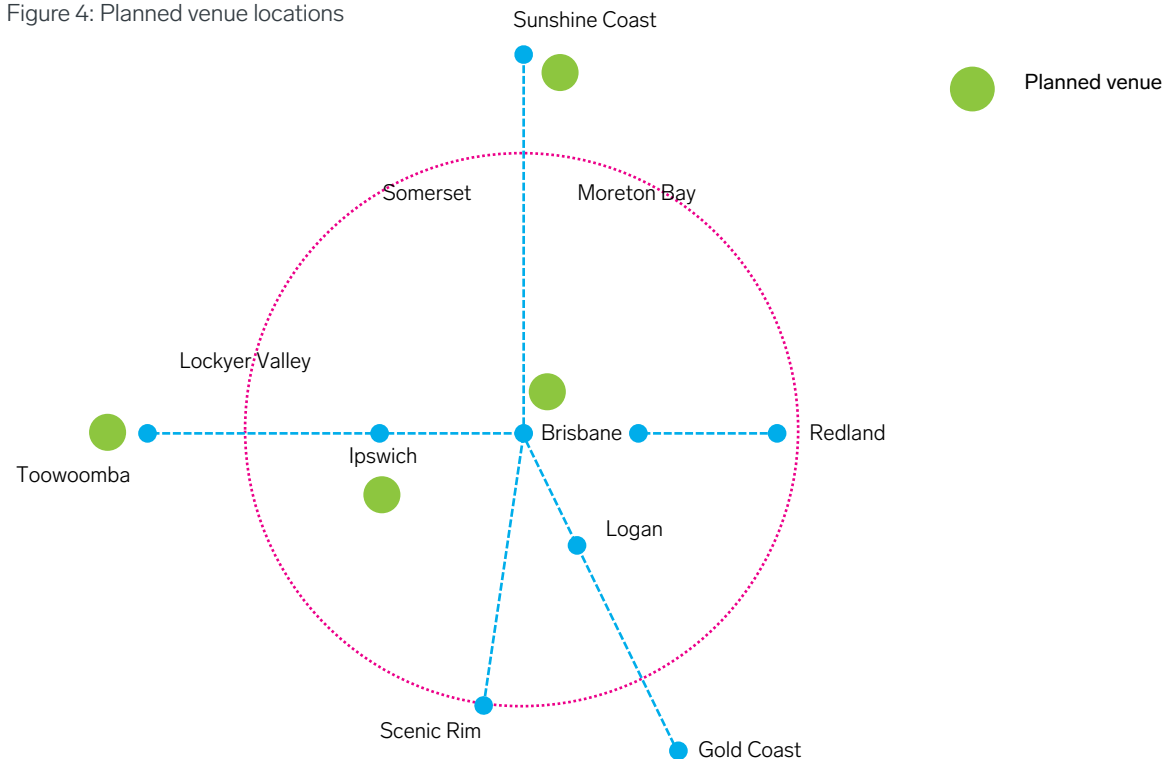 Figure 4: Planned venue locations
Sunshine Coast
Planned venue
Somerset
Moreton Bay
Lockyer Valley
Brisbane
Redland
Ipswich
Toowoomba
Logan
Scenic Rim
Gold Coast